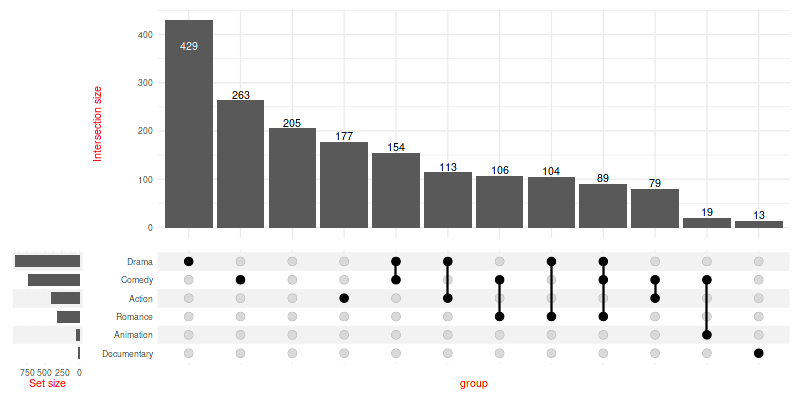 Intersection size
400
300
200
100
0
429
263
205
177
154
113
106
104
89
79
19
13
Drama
Comedy
Action
Romance
Animation
Documentary
750 500 250 0
Set size
group